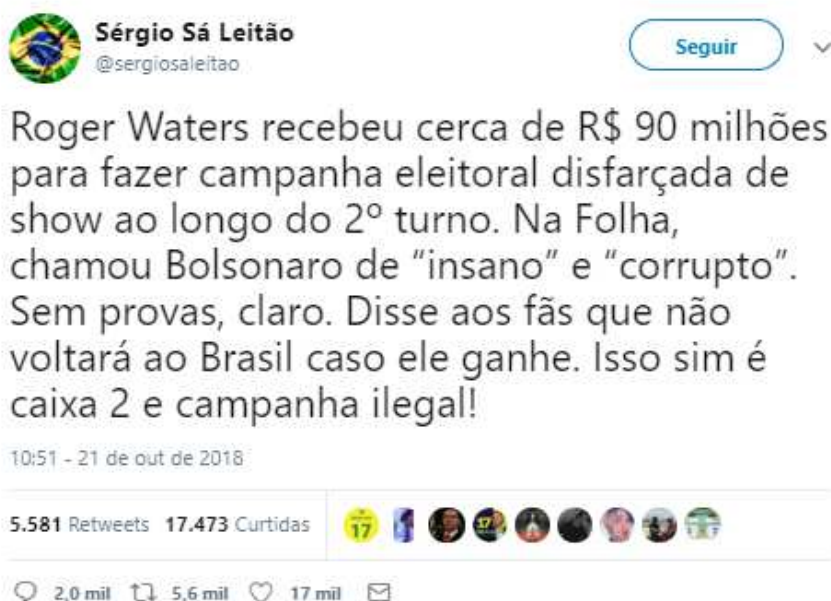 Sérgio Sá Leitão
@sergiosaleitao
Seguir
Roger Waters recebeu cerca de R$ 90 milhões
para fazer campanha eleitoral disfarçada de
show ao longo do 2º turno. Na Folha,
chamou Bolsonaro de “insano” e “corrupto”.
Sem provas, claro. Disse aos fãs que não
voltará ao Brasil caso ele ganhe. Isso sim é
caixa 2 e campanha ilegal!
10:51 - 21 de out de 2018
5.581 Retweets 17.473 Curtidas 17 17
2,0 mil 5,6 mil 17 mil